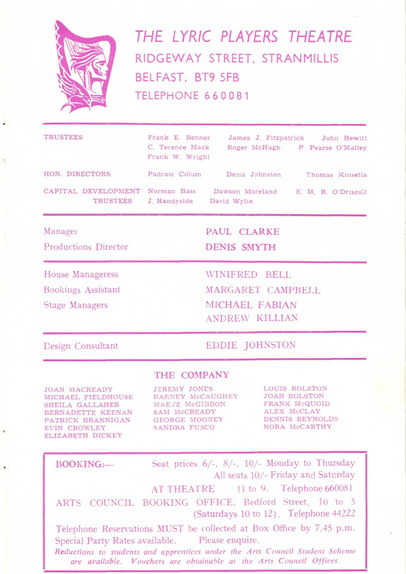 THE LYRIC PLAYERS THEATRE
RIDGEWAY STREET, STRANMILLIS
BELFAST, BT9 5FB
TELEPHONE 660081
TRUSTEES Frank E. Benner James J. Fitzpatrick John Hewitt
C. Terence Mack Roger McHugh P Pearse O'Malley
Frank W. Wright
HON. DIRECTORS Padraic Colum Denis Johnston Thomas Kinsella
CAPITAL DEVELOPMENT Norman Bass Dawson Moreland E. M. R. O'Driscoll
TRUSTEES J. Handyside David Wylie
Manager PAUL CLARKE
Productions Director DENIS SMYTH
House Manageress WINIFRED BELL
Bookings Assistant MARGARET CAMPBELL
Stage Managers MICHAEL FABIAN
ANDREW KILLIAN
Design Consultant EDDIE JOHNSTON
THE COMPANY
JOAN MACREADY JEREMY JONES LOUIS ROLSTON
MICHAEL FIELDHOUSE BARNEY McCAUGHEY JOAN ROLSTON
SHEILA GALLAHER MAEVE McGIBBON FRANK McQUOID
BERNADETTE KEENAN SAM McCREADY ALEX McCLAY
PATRICK BRANNIGAN GEORGE MOONEY DENNIS REYNOLDS
EVIN CROWLEY SANDRA FUSCO NORA McCARTHY
ELIZABETH DICKEY
BOOKING:— Seat prices 6/-, 8/-, 10/- Monday to Thursday
All seats 10/- Friday and Saturday
AT THEATRE 11 to 9. Telephone 660081
ARTS COUNCIL BOOKING OFFICE, Bedford Street, 10 to 5
(Saturdays 10 to 12). Telephone 44222
Telephone Reservations MUST be collected at Box Office by 7.45 p.m.
Special Party Rates available. Please enquire.
Reductions to students and apprentices under the Arts Council Student Scheme
are available. Vouchers are obtainable at the Arts Council Offices